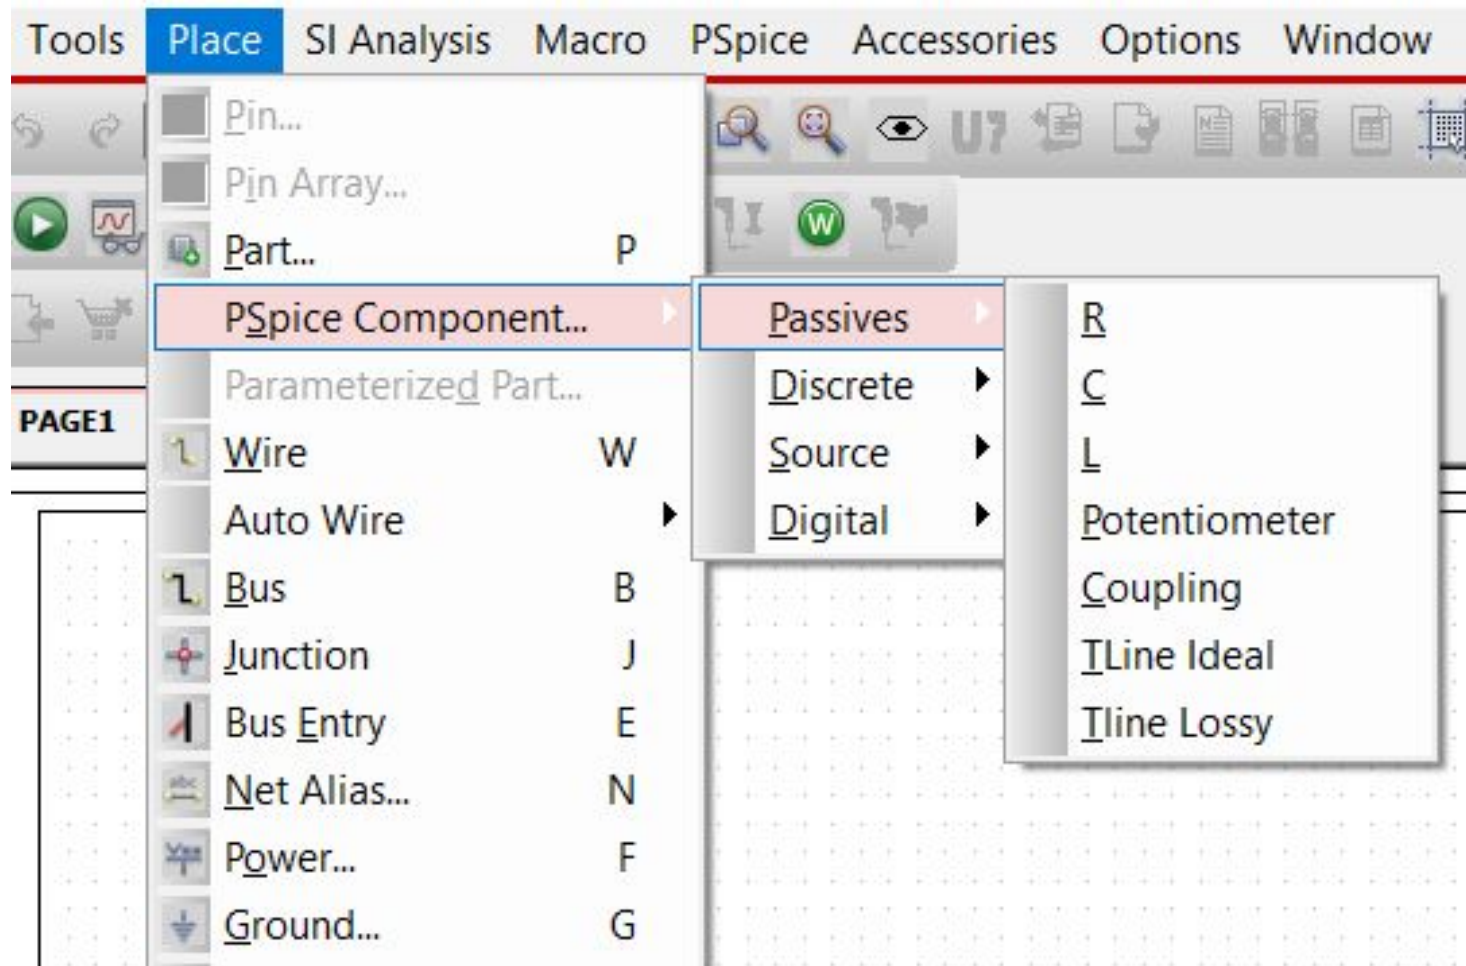 Tools Place SI Analysis Macro PSpice Accessories Options Window
Pin...
Pin Array...
Part... P
PSpice Component...
Parameterized Part...
Wire W
Auto Wire
Bus B
Junction J
Bus Entry E
Net Alias... N
Power... F
Ground... G
Passives
Discrete
Source
Digital
R
C
L
Potentiometer
Coupling
TLine Ideal
Tline Lossy
U?
W
PAGE1